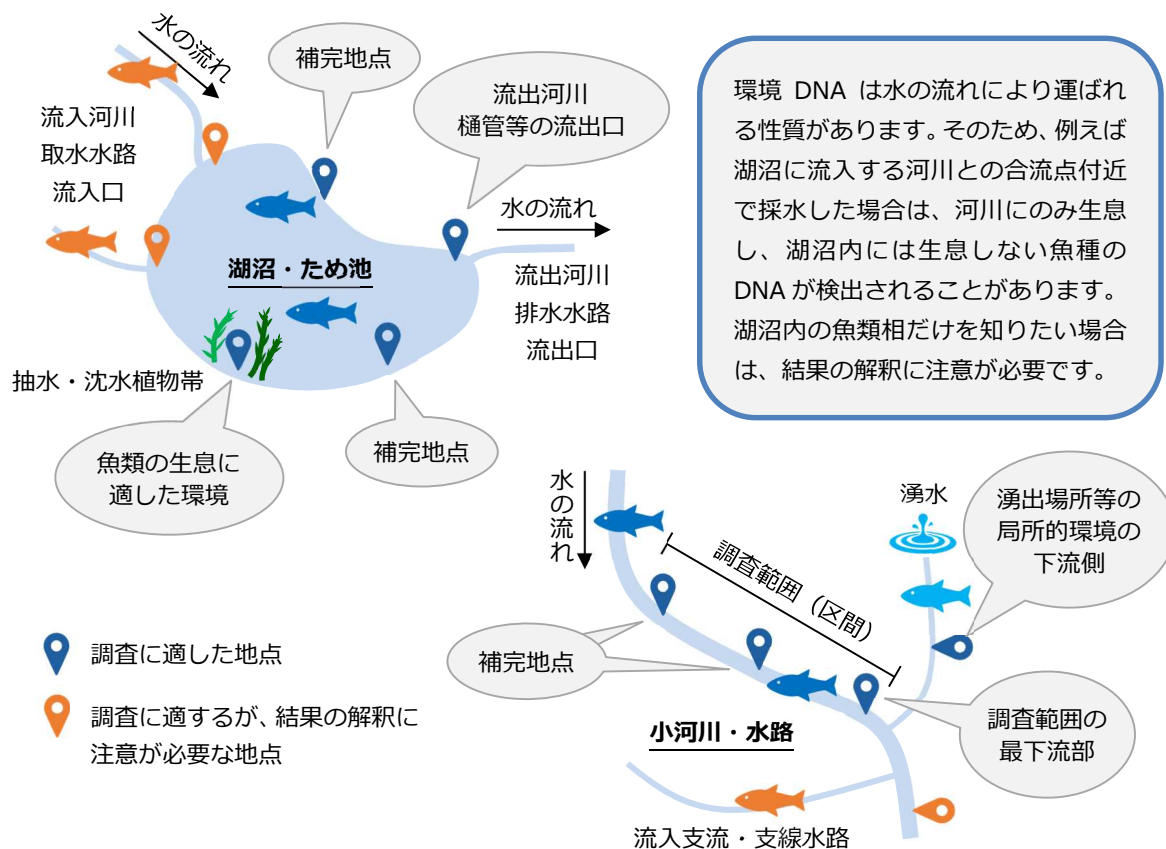 水の流れ
補完地点
流出河川
樋管等の流出口
流入河川
取水水路
流入口
水の流れ
湖沼・ため池
流出河川
排水水路
流出口
抽水・沈水植物帯
魚類の生息に
適した環境
補完地点
環境 DNA は水の流れにより運ばれ
る性質があります。そのため、例えば
湖沼に流入する河川との合流点付近
で採水した場合は、河川にのみ生息
し、湖沼内には生息しない魚種の
DNA が検出されることがあります。
湖沼内の魚類相だけを知りたい場合
は、結果の解釈に注意が必要です。
水の流れ
湧水
湧出場所等の
局所的環境の
下流側
調査範囲（区間）
補完地点
小河川・水路
調査範囲の
最下流部
流入支流・支線水路
調査に適した地点
調査に適するが、結果の解釈に
注意が必要な地点